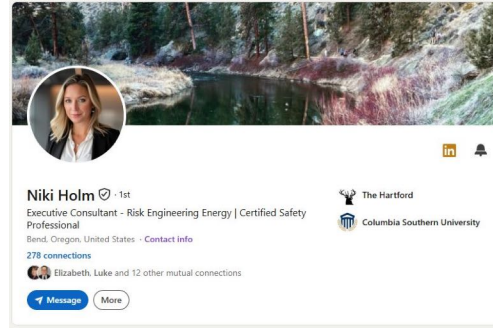 in
Niki Holm · 1st
Executive Consultant - Risk Engineering Energy | Certified Safety
Professional
Bend, Oregon, United States · Contact info
278 connections
Elizabeth, Luke and 12 other mutual connections
Message
More
The Hartford
Columbia Southern University